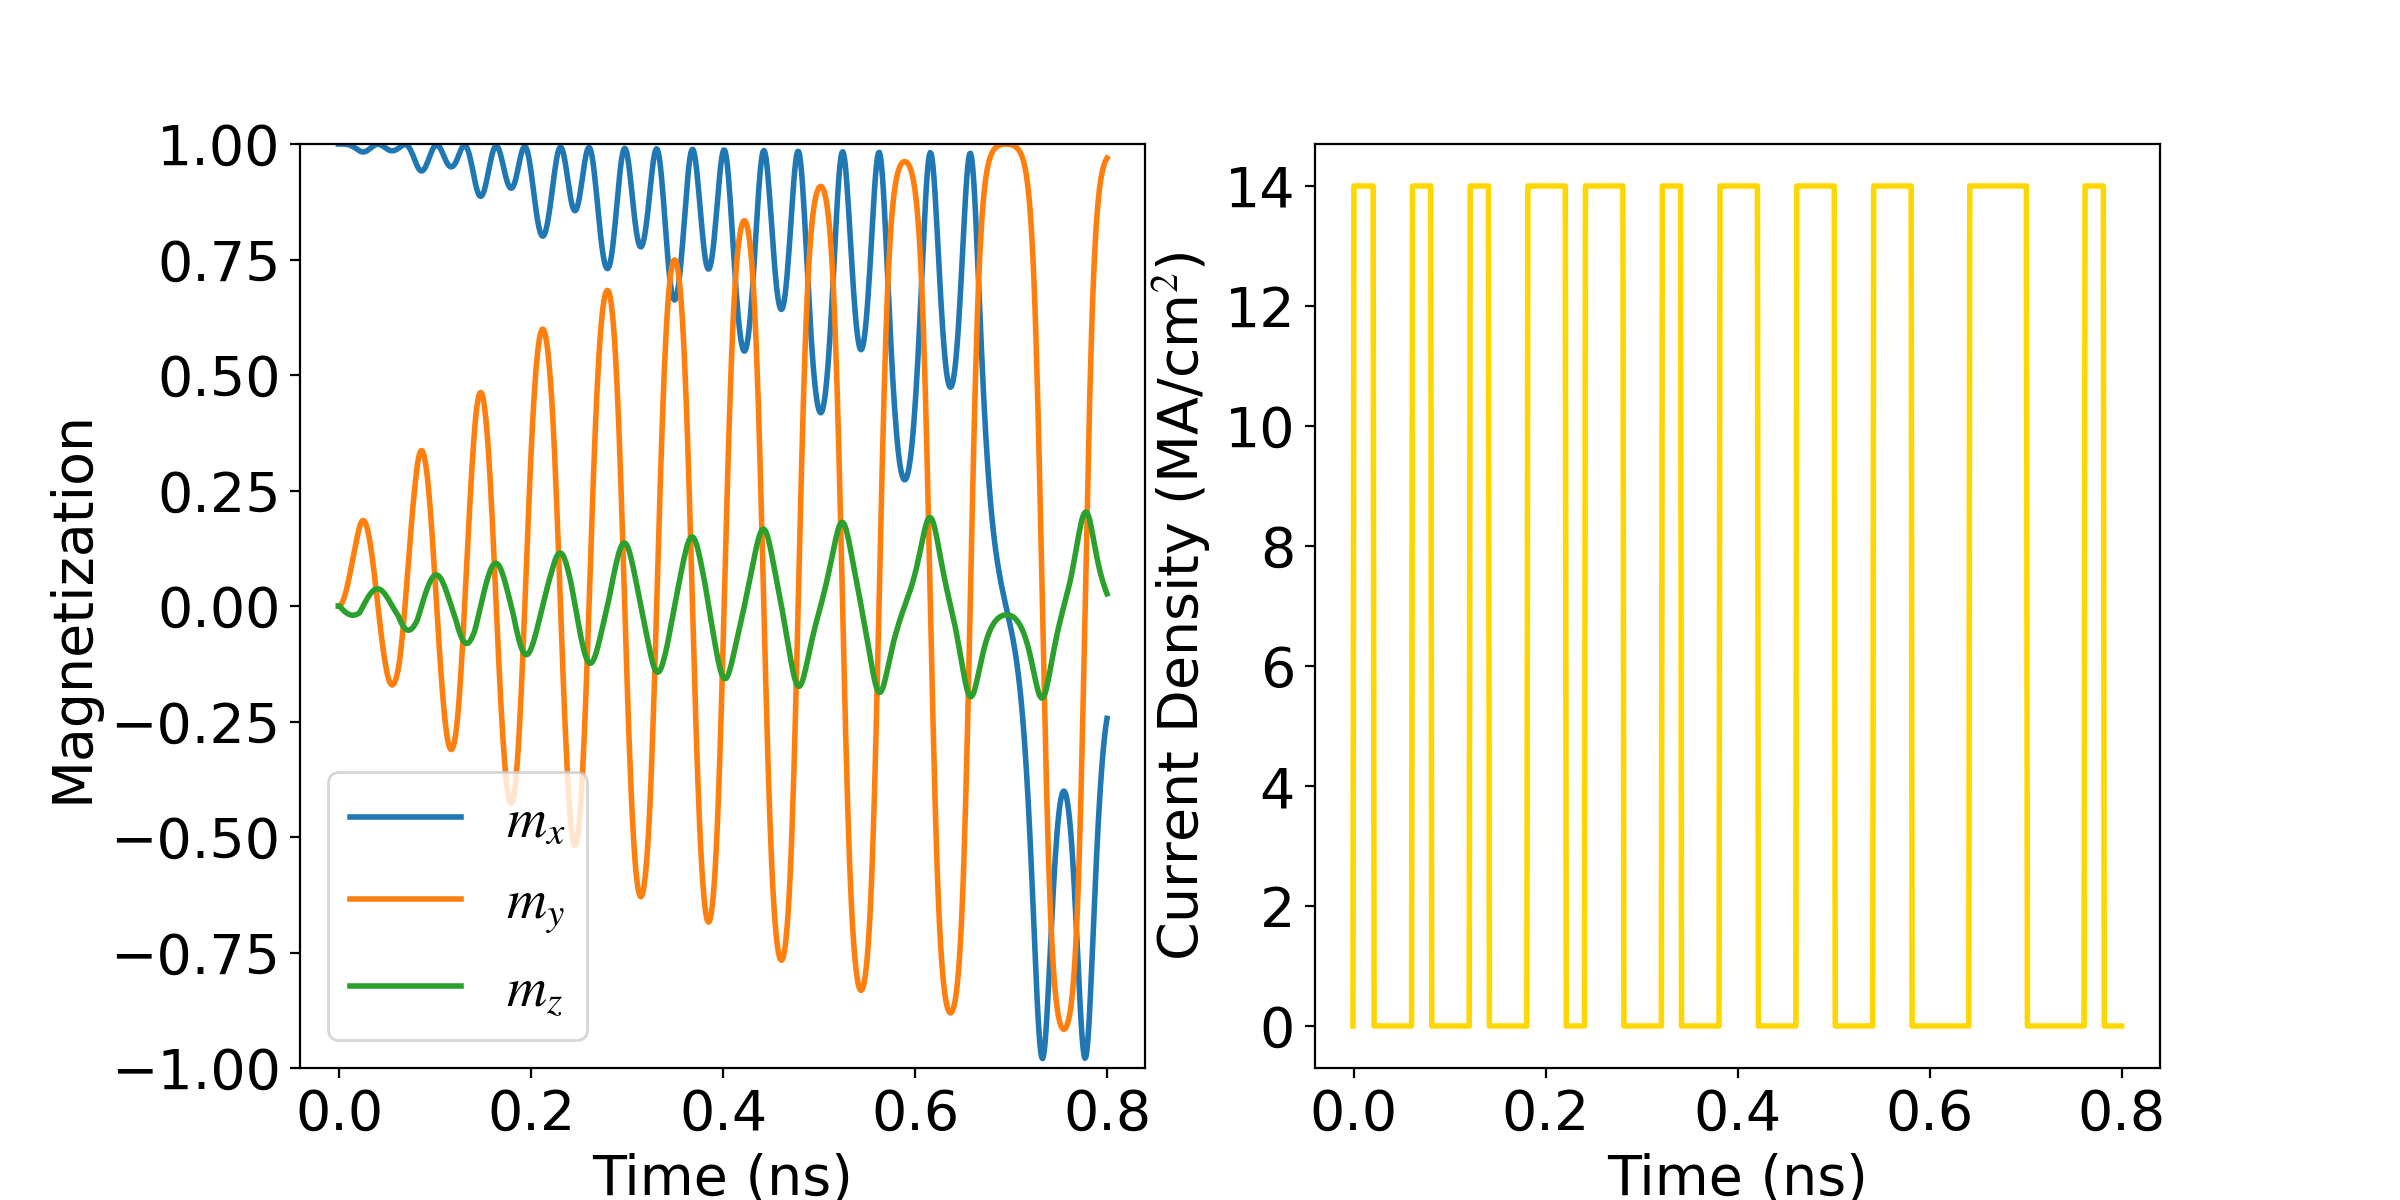 Magnetization
1.00
0.75
0.50
0.25
0.00
−0.25
−0.50
−0.75
−1.00
m_x
m_y
m_z
0.0 0.2 0.4 0.6 0.8
Time (ns)
Current Density (MA/cm²)
14
12
10
8
6
4
2
0
0.0 0.2 0.4 0.6 0.8
Time (ns)